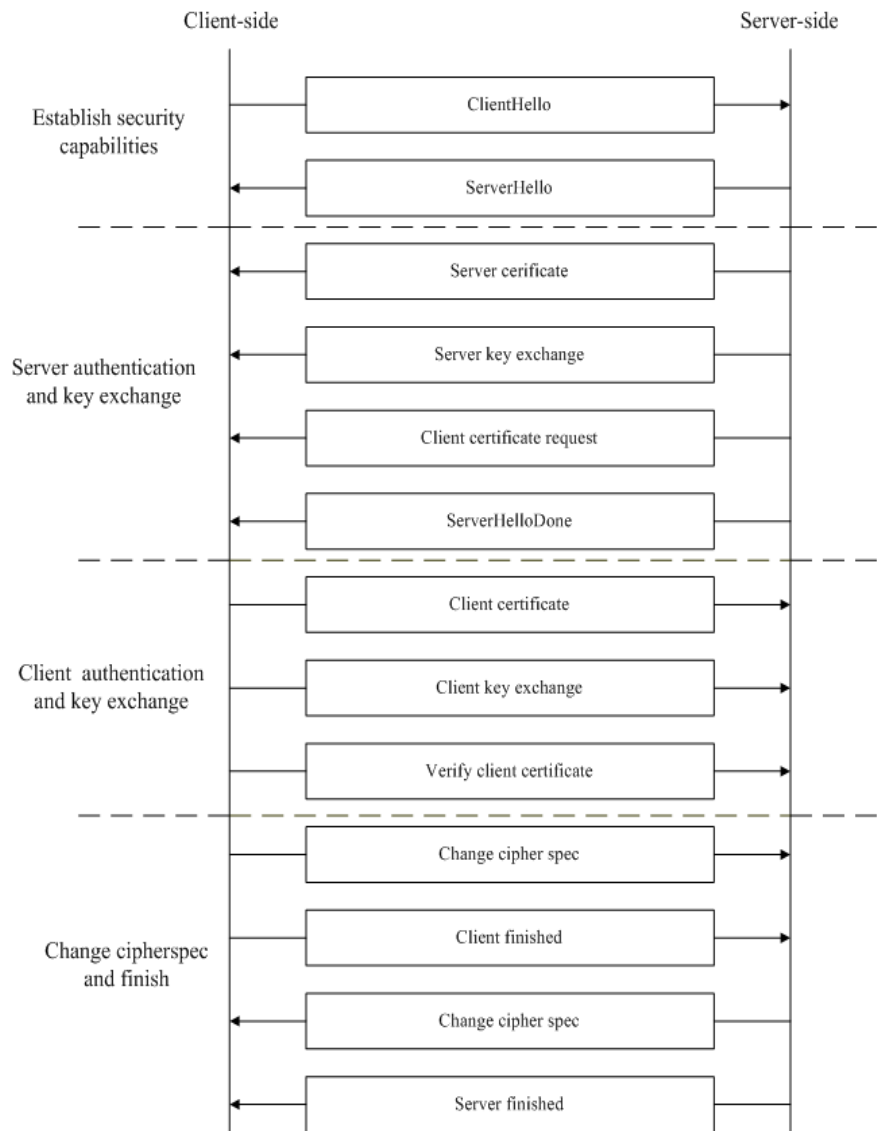 Client-side
Server-side
ClientHello
Establish security
capabilities
ServerHello
Server cerificate
Server key exchange
Server authentication
and key exchange
Client certificate request
ServerHelloDone
Client certificate
Client authentication
and key exchange
Client key exchange
Verify client certificate
Change cipher spec
Client finished
Change cipherspec
and finish
Change cipher spec
Server finished